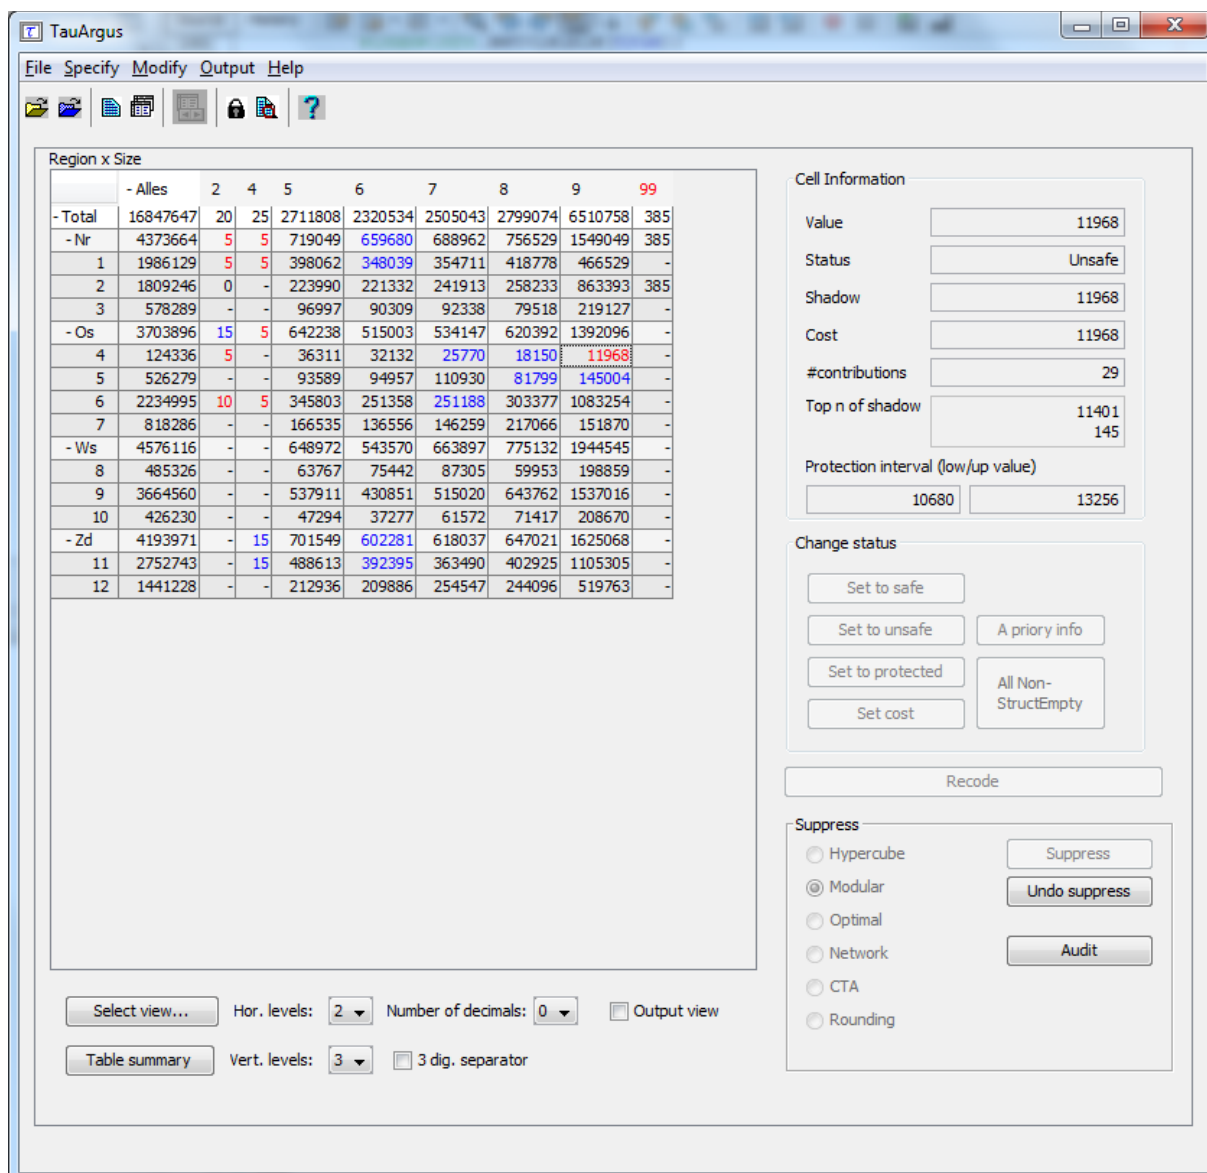 TauArgus
File Specify Modify Output Help
Region x Size
- Alles 2 4 5 6 7 8 9 99
- Total 16847647 20 25 2711808 2320534 2505043 2799074 6510758 385
- Nr 4373664 5 5 719049 659680 688962 756529 1549049 385
1 1986129 5 5 398062 348039 354711 418778 466529 -
2 1809246 0 - 223990 221332 241913 258233 863393 385
3 578289 - - 96997 90309 92338 79518 219127 -
- Os 3703896 15 5 642238 515003 534147 620392 1392096 -
4 124336 5 - 36311 32132 25770 18150 11968 -
5 526279 - - 93589 94957 110930 81799 145004 -
6 2234995 10 5 345803 251358 251188 303377 1083254 -
7 818286 - - 166535 136556 146259 217066 151870 -
- Ws 4576116 - - 648972 543570 663897 775132 1944545 -
8 485326 - - 63767 75442 87305 59953 198859 -
9 3664560 - - 537911 430851 515020 643762 1537016 -
10 426230 - - 47294 37277 61572 71417 208670 -
- Zd 4193971 - 15 701549 602281 618037 647021 1625068 -
11 2752743 - 15 488613 392395 363490 402925 1105305 -
12 1441228 - - 212936 209886 254547 244096 519763 -
Select view... Hor. levels: 2 Number of decimals: 0 Output view
Table summary Vert. levels: 3 3 dig. separator
Cell Information
Value 11968
Status Unsafe
Shadow 11968
Cost 11968
#contributions 29
Top n of shadow 11401
145
Protection interval (low/up value)
10680 13256
Change status
Set to safe
Set to unsafe A priory info
Set to protected All Non-
StructEmpty
Set cost
Recode
Suppress
Hypercube Suppress
Modular Undo suppress
Optimal
Network Audit
CTA
Rounding